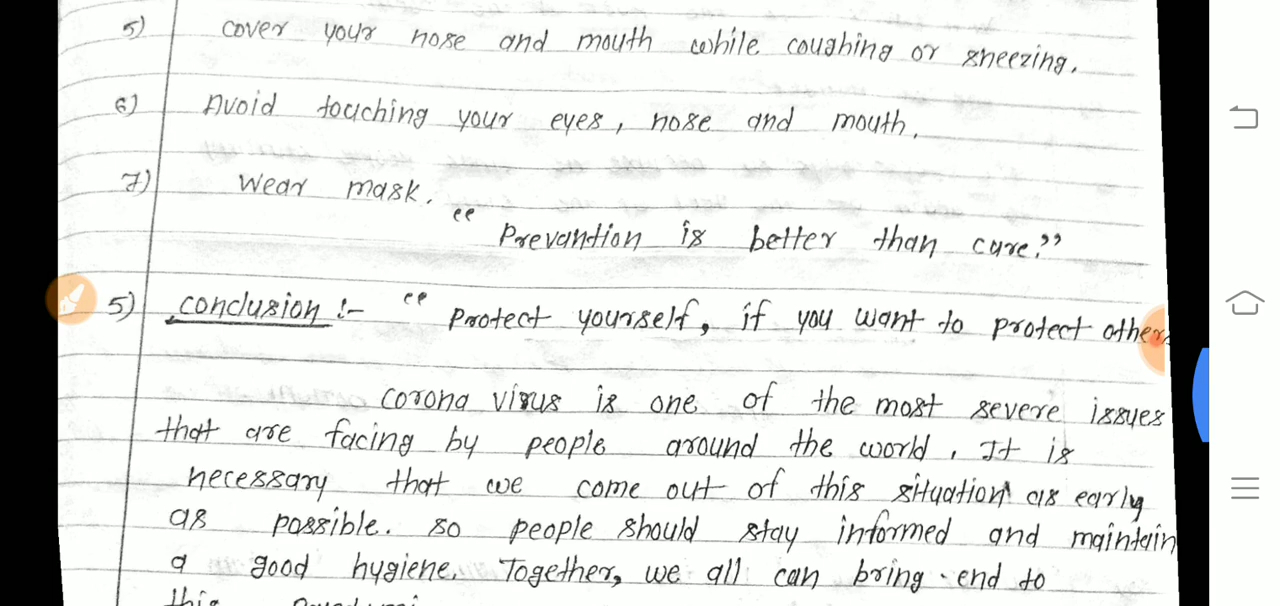 5) cover your nose and mouth while coughing or sneezing.
6) Avoid touching your eyes, nose and mouth.
7) Wear mask.
“ Prevantion is better than cure.”
5) conclusion :- “ Protect yourself, if you want to protect others
corona virus is one of the most severe issues
that are facing by people around the world. It is
necessary that we come out of this situation as early
as possible. so people should stay informed and maintain
a good hygiene. Together, we all can bring end to
this